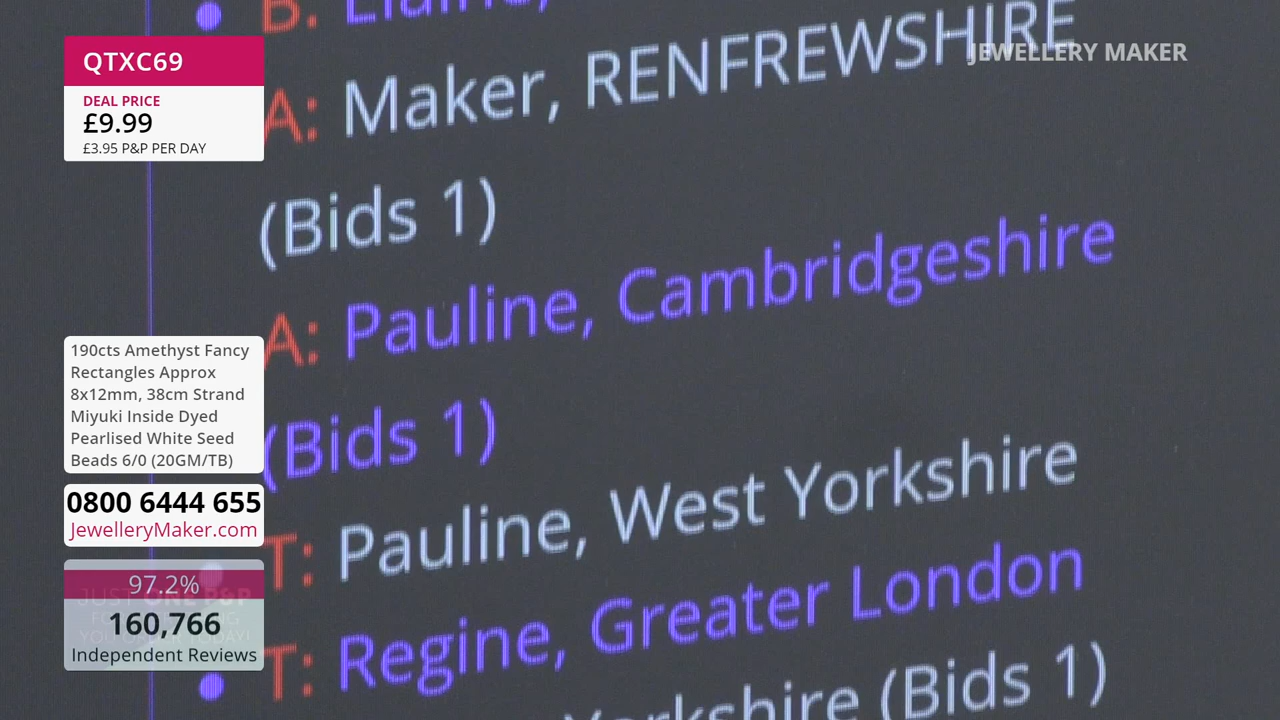 QTXC69
DEAL PRICE
£9.99
£3.95 P&P PER DAY
JEWELLERY MAKER
B: Elaine,
A: Maker, RENFREWSHIRE
(Bids 1)
A: Pauline, Cambridgeshire
(Bids 1)
T: Pauline, West Yorkshire
T: Regine, Greater London
Yorkshire (Bids 1)
190cts Amethyst Fancy
Rectangles Approx
8x12mm, 38cm Strand
Miyuki Inside Dyed
Pearlised White Seed
Beads 6/0 (20GM/TB)
0800 6444 655
JewelleryMaker.com
97.2%
JUST ONE P&P
160,766
Independent Reviews